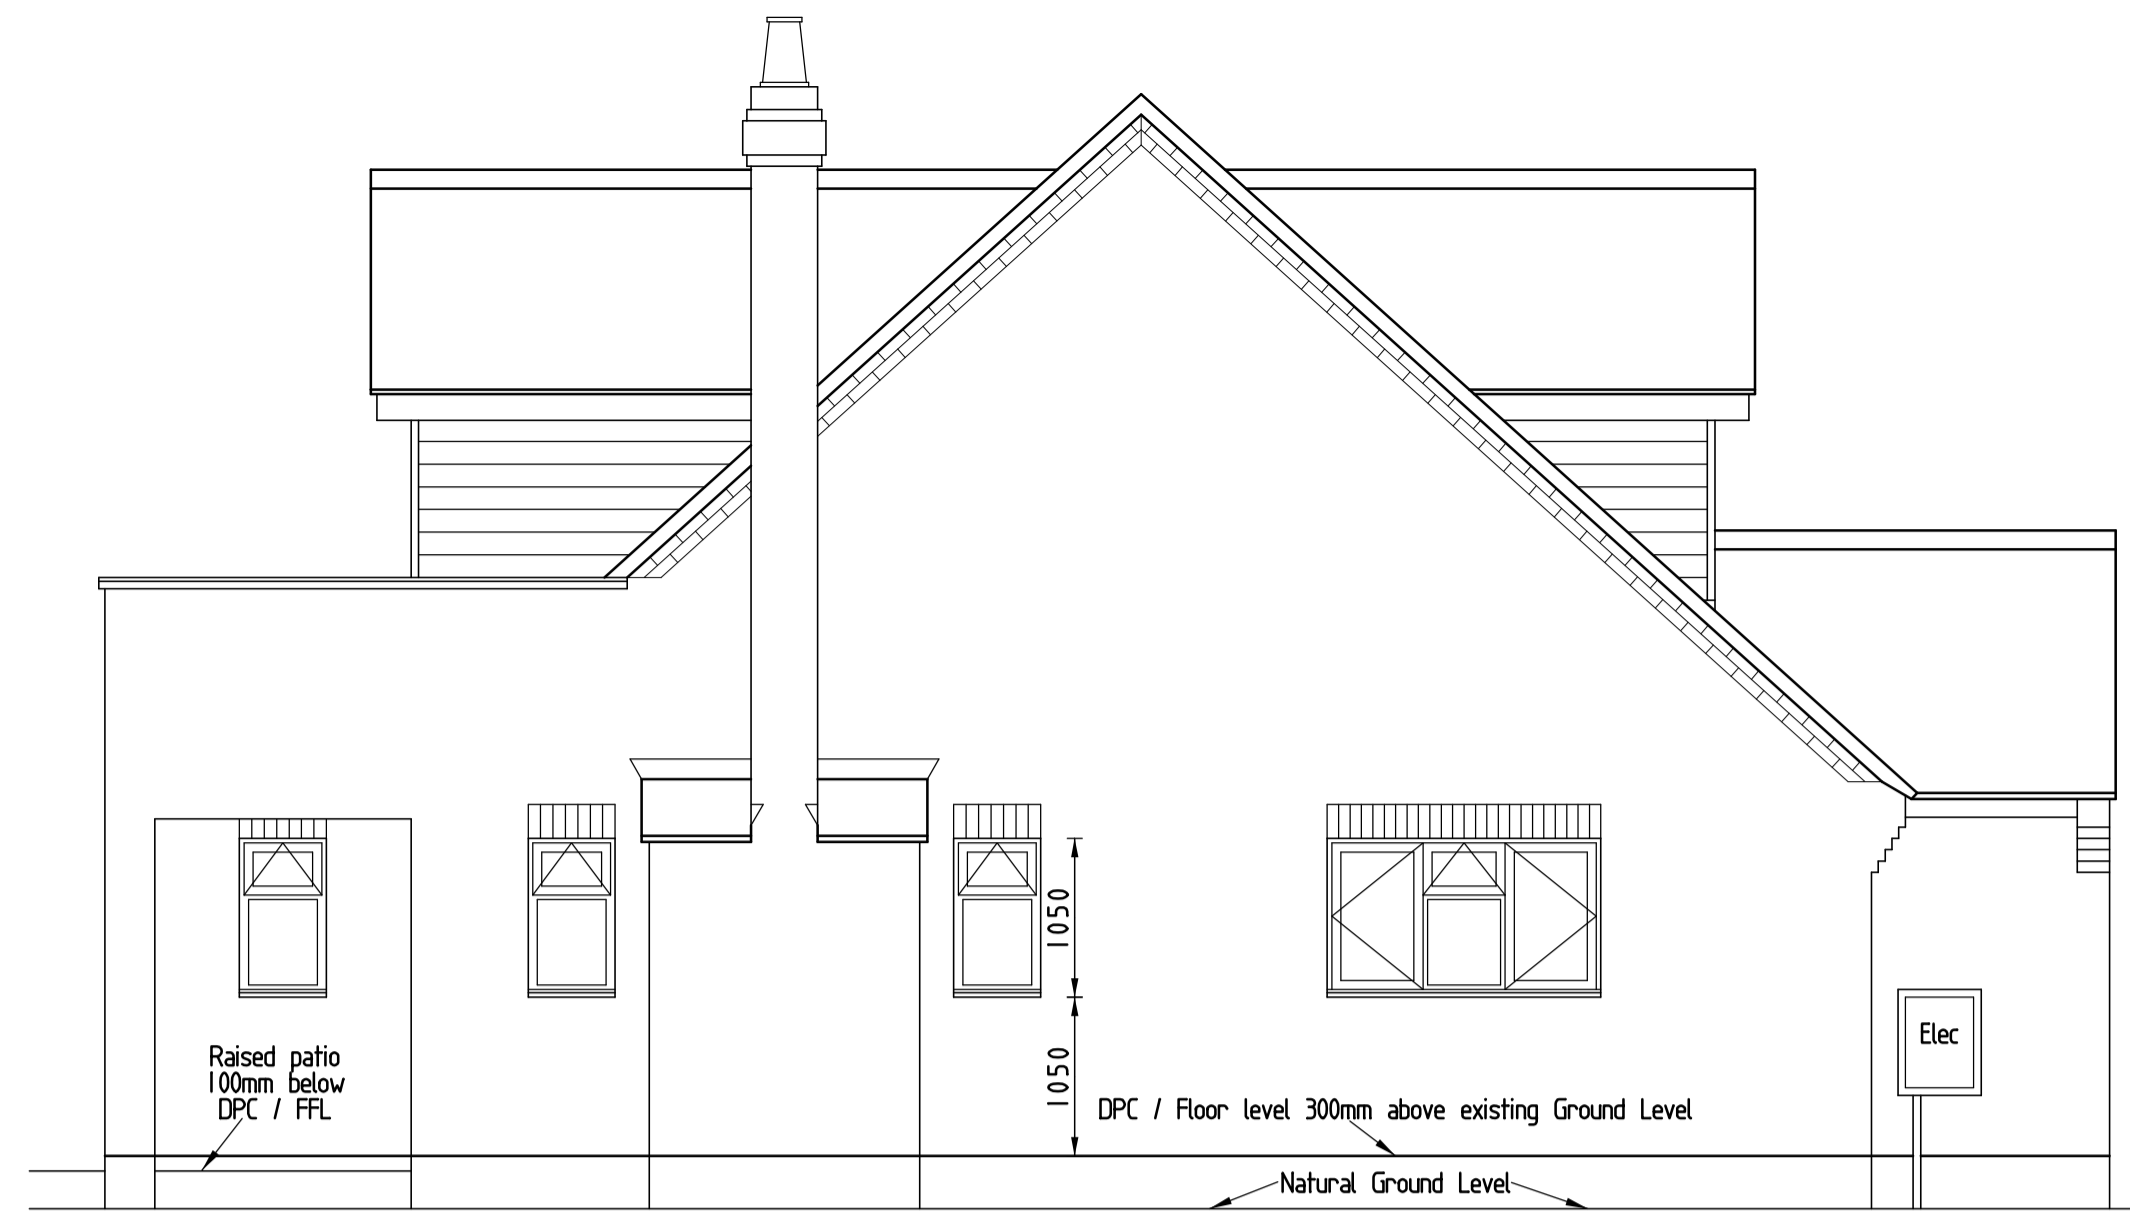 1050
Elec
Raised patio
100mm below
DPC / FFL
1050
DPC / Floor level 300mm above existing Ground Level
Natural Ground Level